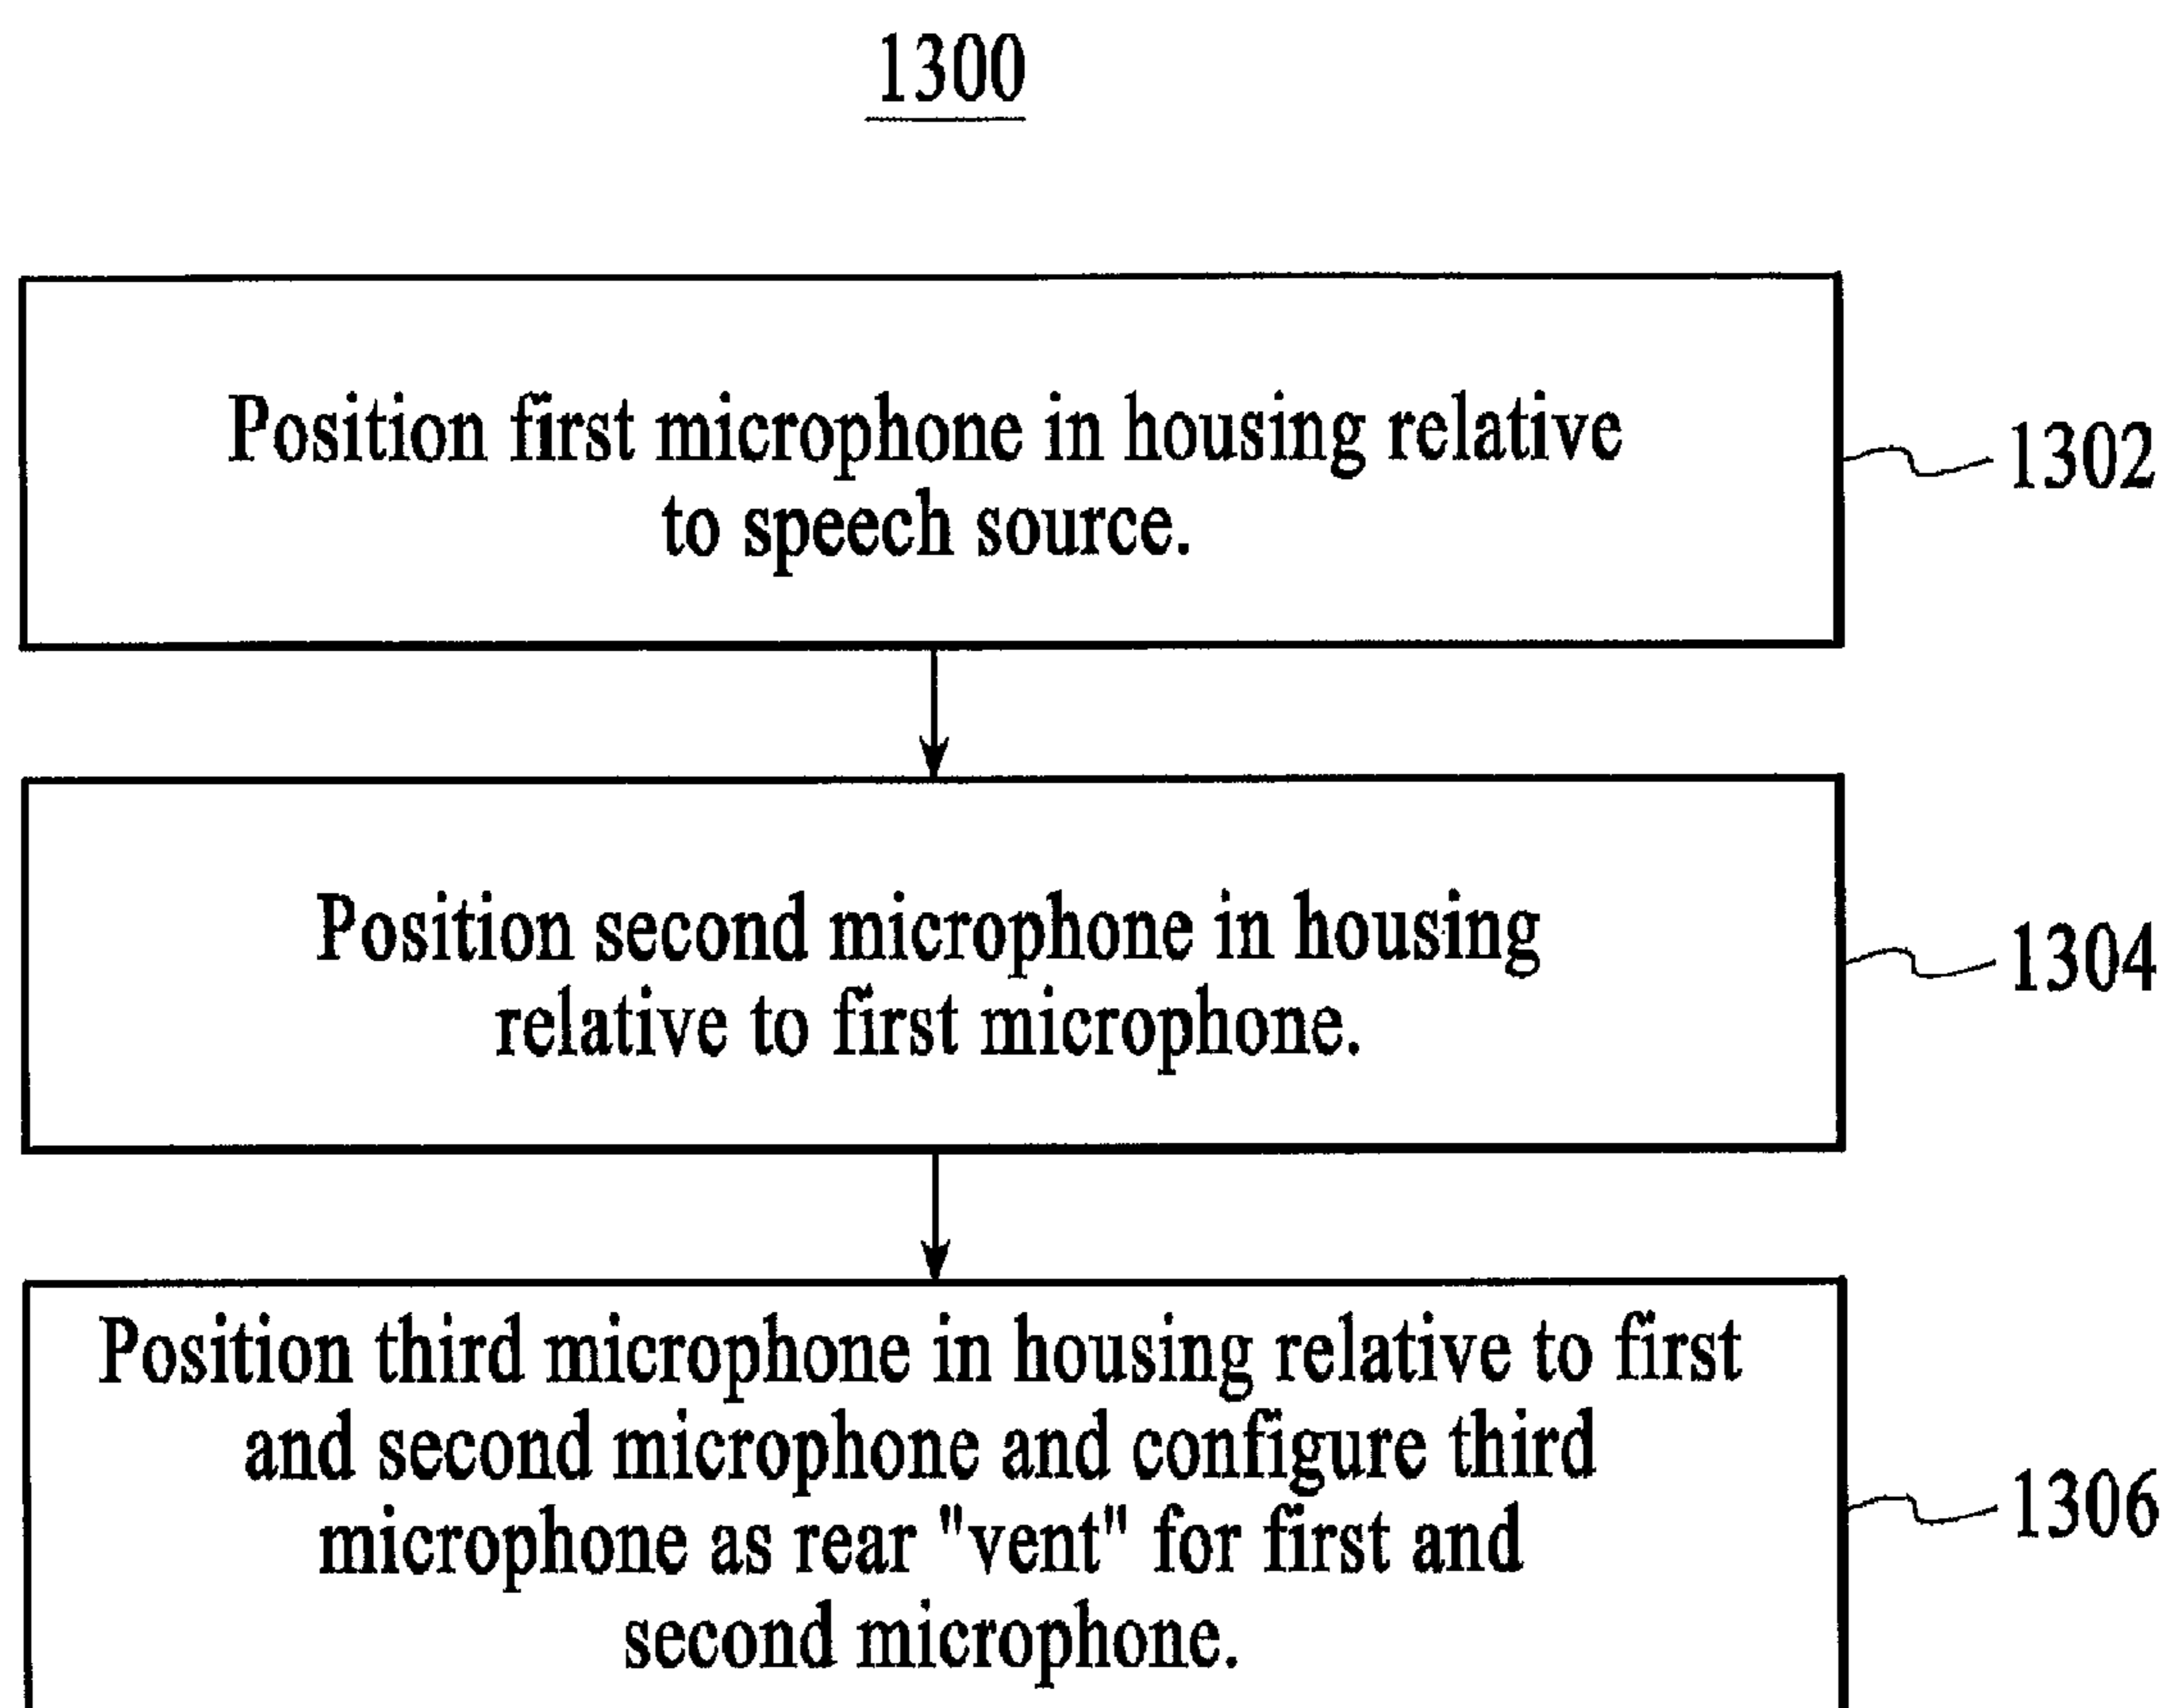 1300
Position first microphone in housing relative
to speech source.
1302
Position second microphone in housing
relative to first microphone.
1304
Position third microphone in housing relative to first
and second microphone and configure third
microphone as rear "vent" for first and
second microphone.
1306